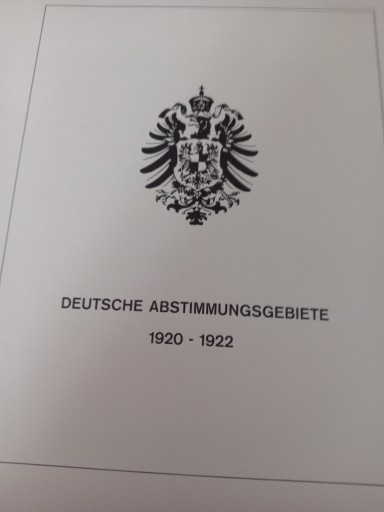 DEUTSCHE ABSTIMMUNGSGEBIETE
1920 - 1922